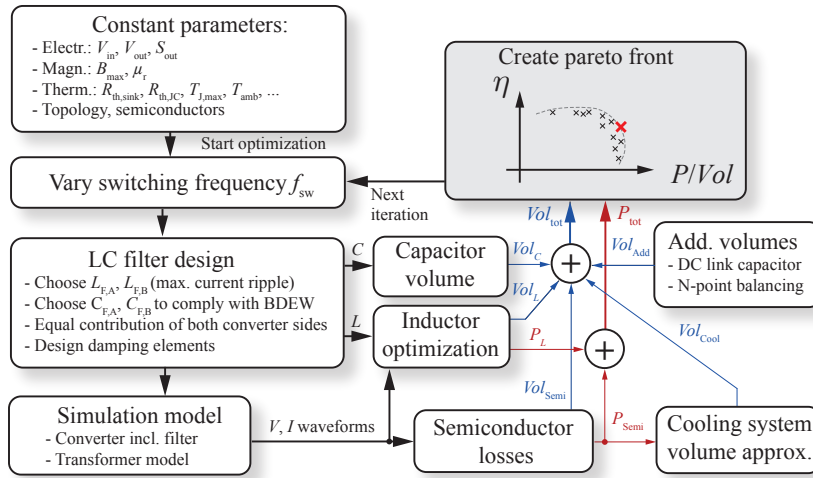 Constant parameters:
- Electr.: V_in, V_out, S_out
- Magn.: B_max, μ_r
- Therm.: R_th,sink, R_th,JC, T_J,max, T_amb, ...
- Topology, semiconductors
Start optimization
Vary switching frequency f_sw
Next
iteration
Create pareto front
η
P/Vol
LC filter design
- Choose L_F,A, L_F,B (max. current ripple)
- Choose C_F,A, C_F,B to comply with BDEW
- Equal contribution of both converter sides
- Design damping elements
C
L
Capacitor
volume
Inductor
optimization
Vol_tot
P_tot
Vol_C
Vol_L
P_L
Vol_Add
Add. volumes
- DC link capacitor
- N-point balancing
+
+
Vol_Cool
Vol_Semi
P_Semi
Simulation model
- Converter incl. filter
- Transformer model
V, I waveforms
Semiconductor
losses
Cooling system
volume approx.